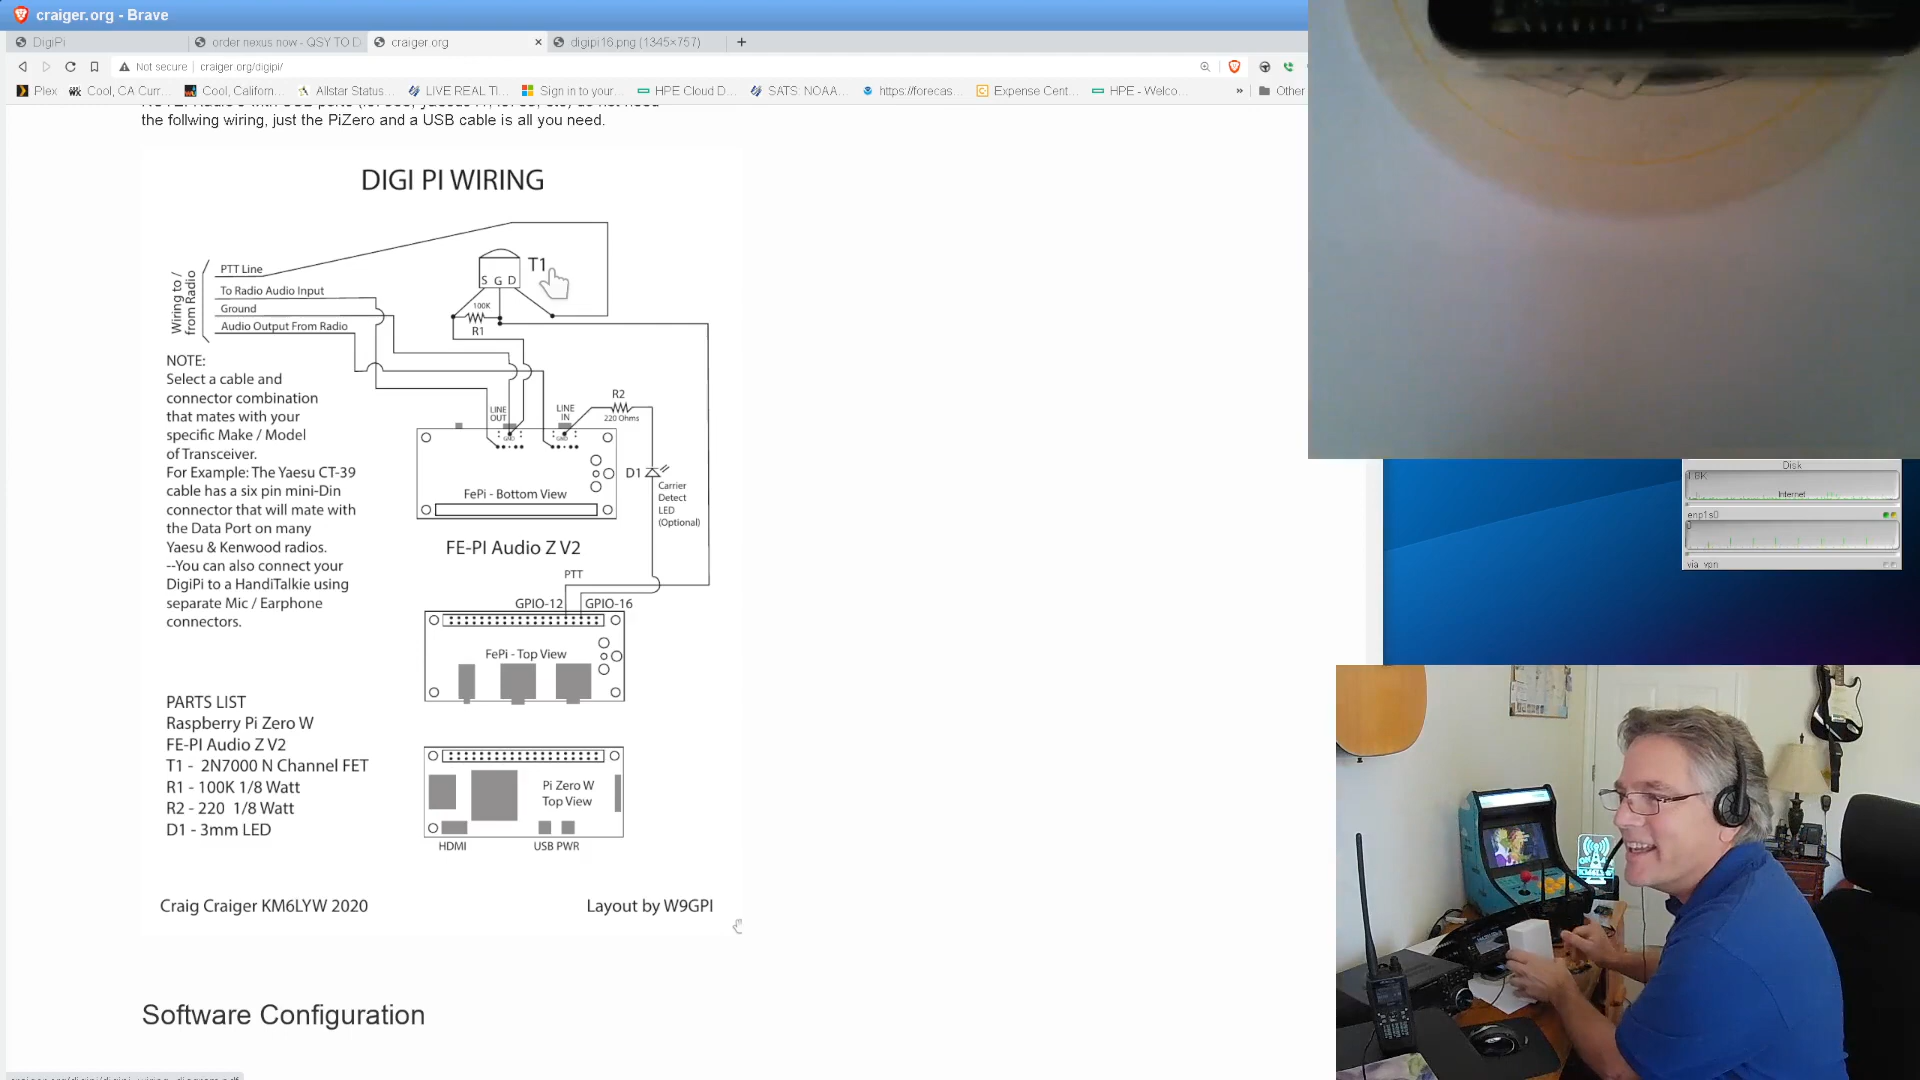 craiger.org - Brave
DigiPi
order nexus now - QSY TO D
craiger.org
digipi16.png (1345×757)
Not secure
craiger.org/digipi/
Plex
Cool, CA Curr...
Cool, Californ...
Allstar Status...
LIVE REAL TI...
Sign in to your...
HPE Cloud D...
SATS: NOAA...
https://forecas...
Expense Cent...
HPE - Welco...
»
Other
the follwing wiring, just the PiZero and a USB cable is all you need.
DIGI PI WIRING
Wiring to /
from Radio
PTT Line
To Radio Audio Input
Ground
Audio Output From Radio
T1
S G D
100K
R1
NOTE:
Select a cable and
connector combination
that mates with your
specific Make / Model
of Transceiver.
For Example: The Yaesu CT-39
cable has a six pin mini-Din
connector that will mate with
the Data Port on many
Yaesu & Kenwood radios.
--You can also connect your
DigiPi to a HandiTalkie using
separate Mic / Earphone
connectors.
LINE
OUT
LINE
IN
R2
220 Ohms
GND
GND
D1
Carrier
Detect
LED
(Optional)
FePi - Bottom View
FE-PI Audio Z V2
PTT
GPIO-12
GPIO-16
FePi - Top View
PARTS LIST
Raspberry Pi Zero W
FE-PI Audio Z V2
T1 - 2N7000 N Channel FET
R1 - 100K 1/8 Watt
R2 - 220 1/8 Watt
D1 - 3mm LED
Pi Zero W
Top View
HDMI
USB PWR
Craig Craiger KM6LYW 2020
Layout by W9GPI
Software Configuration
Disk
Internet
enp1s0
via vpn